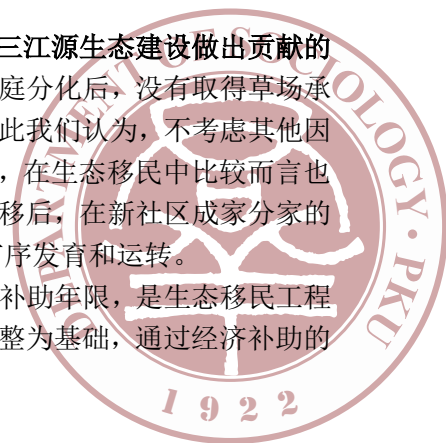 三江源生态建设做出贡献的
庭分化后，没有取得草场承
此我们认为，不考虑其他因
，在生态移民中比较而言也
移后，在新社区成家分家的
序发育和运转。
补助年限，是生态移民工程
整为基础，通过经济补助的
DEPARTMENT OF SOCIOLOGY · PKU
1922